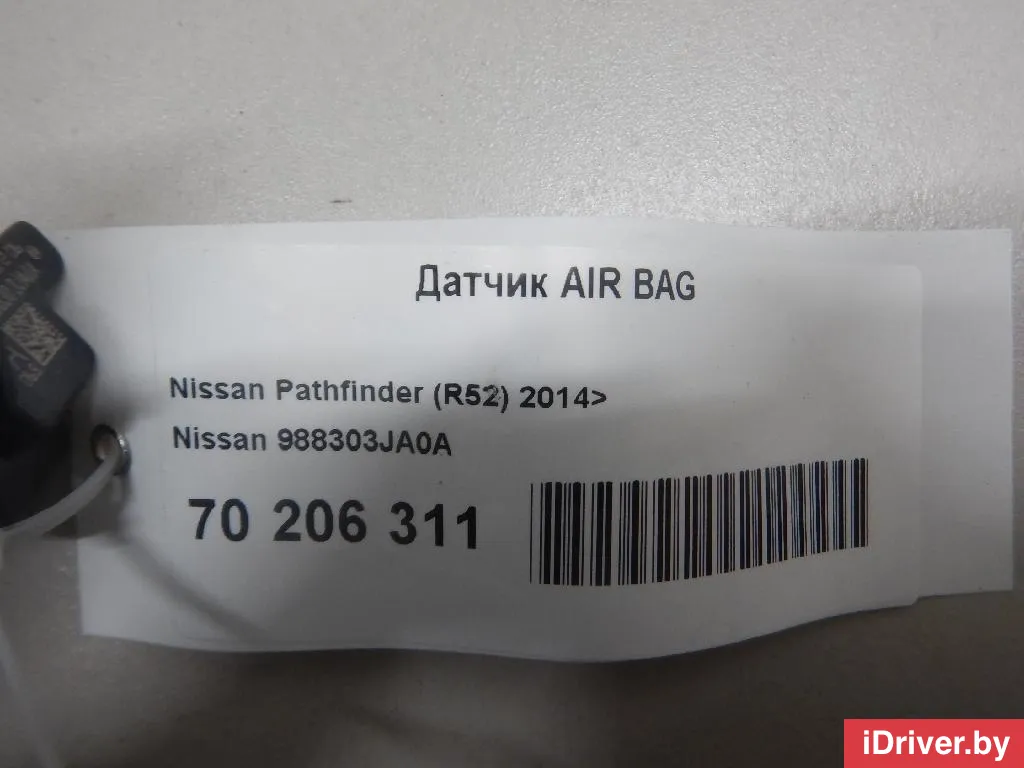 Датчик AIR BAG
Nissan Pathfinder (R52) 2014>
Nissan 988303JA0A
70 206 311
iDriver.by